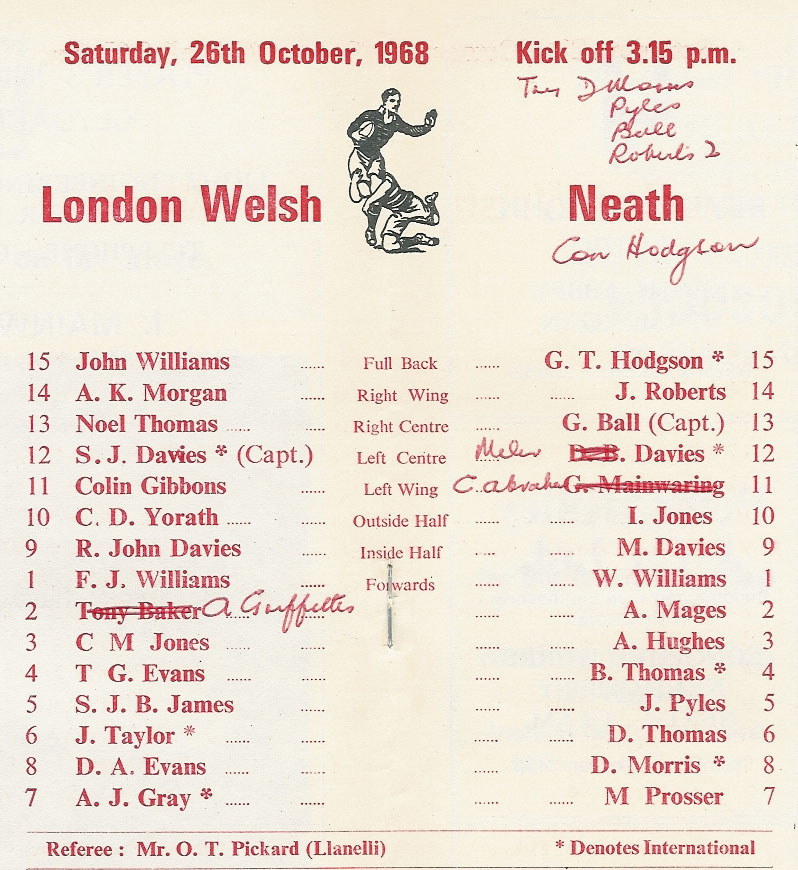 Saturday, 26th October, 1968 Kick off 3.15 p.m.
Try D Morris
Pyles
Ball
Roberts 2
London Welsh Neath
Con Hodgson
15 John Williams ...... Full Back ...... G. T. Hodgson * 15
14 A. K. Morgan ...... Right Wing ...... ...... J. Roberts 14
13 Noel Thomas ...... ...... Right Centre ...... G. Ball (Capt.) 13
12 S. J. Davies * (Capt.) Left Centre ...... D. B. Davies * 12
11 Colin Gibbons ...... Left Wing C. Abraham G. Mainwaring 11
10 C. D. Yorath ...... ...... Outside Half ...... ...... I. Jones 10
9 R. John Davies ...... Inside Half ...... ...... M. Davies 9
1 F. J. Williams ...... Forwards ...... W. Williams 1
2 Tony Baker A Griffiths ...... ...... A. Mages 2
3 C M Jones ...... ...... ...... ...... A. Hughes 3
4 T G. Evans ...... ...... ...... B. Thomas * 4
5 S. J. B. James ...... ...... ...... J. Pyles 5
6 J. Taylor * ...... ...... ...... ...... D. Thomas 6
8 D. A. Evans ...... ...... ...... D. Morris * 8
7 A. J. Gray * ...... ...... ...... ...... M Prosser 7
Referee : Mr. O. T. Pickard (Llanelli) * Denotes International